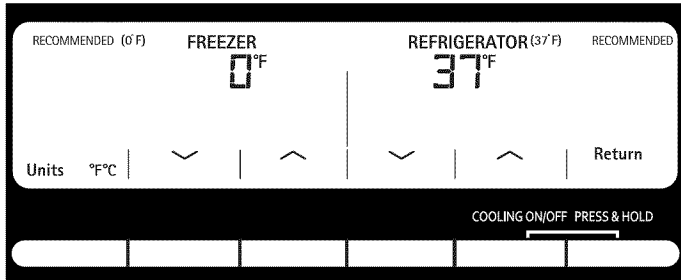 RECOMMENDED (0°F) FREEZER REFRIGERATOR (37°F) RECOMMENDED
0°F 37°F
Units °F°C Return
COOLING ON/OFF PRESS & HOLD